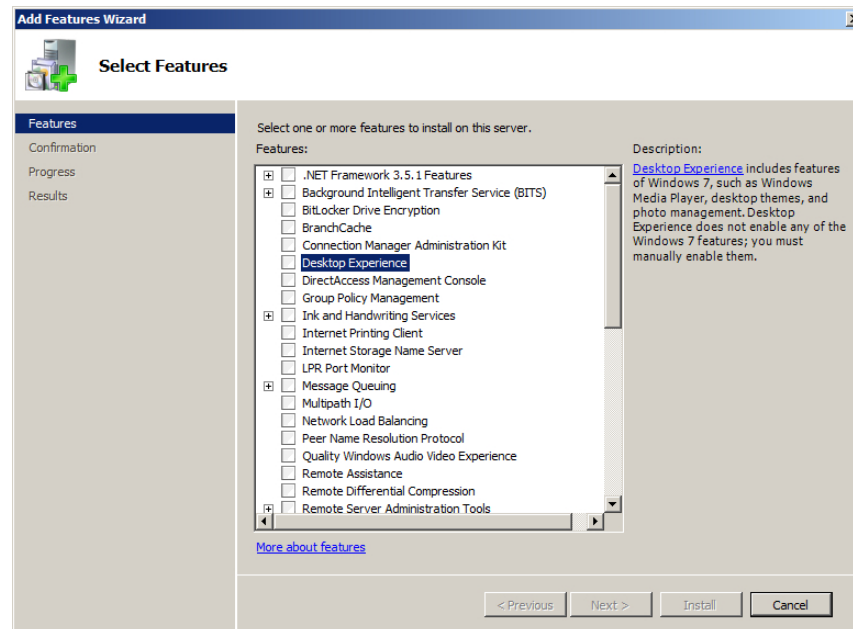 Add Features Wizard
Select Features
Features
Confirmation
Progress
Results
Select one or more features to install on this server.
Features:
.NET Framework 3.5.1 Features
Background Intelligent Transfer Service (BITS)
BitLocker Drive Encryption
BranchCache
Connection Manager Administration Kit
Desktop Experience
DirectAccess Management Console
Group Policy Management
Ink and Handwriting Services
Internet Printing Client
Internet Storage Name Server
LPR Port Monitor
Message Queuing
Multipath I/O
Network Load Balancing
Peer Name Resolution Protocol
Quality Windows Audio Video Experience
Remote Assistance
Remote Differential Compression
Remote Server Administration Tools
More about features
Description:
Desktop Experience includes features
of Windows 7, such as Windows
Media Player, desktop themes, and
photo management. Desktop
Experience does not enable any of the
Windows 7 features; you must
manually enable them.
< Previous
Next >
Install
Cancel